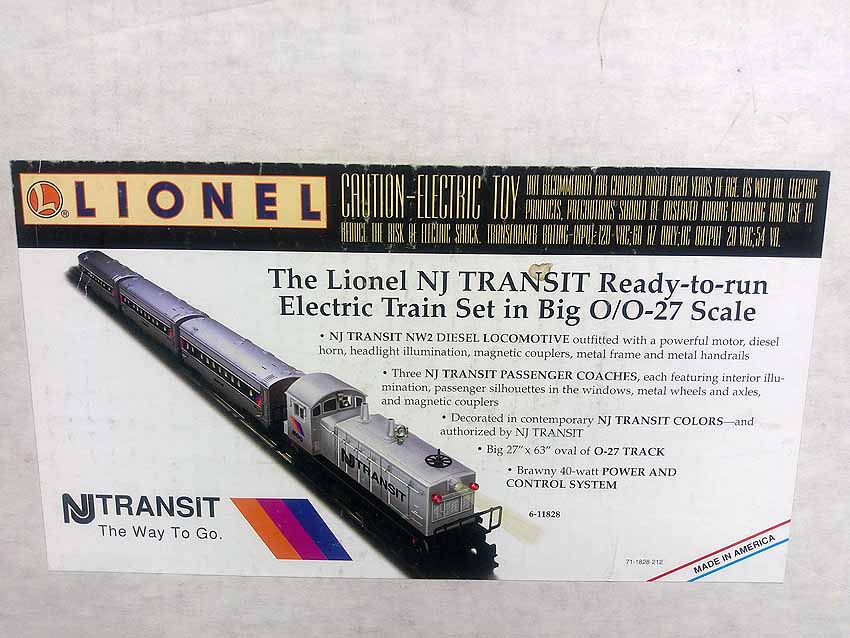 LIONEL
CAUTION-ELECTRIC TOY
NOT RECOMMENDED FOR CHILDREN UNDER EIGHT YEARS OF AGE. AS WITH ALL ELECTRIC
PRODUCTS, PRECAUTIONS SHOULD BE OBSERVED DURING HANDLING AND USE TO
REDUCE THE RISK OF ELECTRIC SHOCK. TRANSFORMER RATING-INPUT: 120 VAC; 60 HZ ONLY; OUTPUT 20 VAC; 54 VA.
The Lionel NJ TRANSIT Ready-to-run
Electric Train Set in Big O/O-27 Scale
• NJ TRANSIT NW2 DIESEL LOCOMOTIVE outfitted with a powerful motor, diesel
horn, headlight illumination, magnetic couplers, metal frame and metal handrails
• Three NJ TRANSIT PASSENGER COACHES, each featuring interior illu-
mination, passenger silhouettes in the windows, metal wheels and axles,
and magnetic couplers
• Decorated in contemporary NJ TRANSIT COLORS—and
authorized by NJ TRANSIT
• Big 27" x 63" oval of O-27 TRACK
• Brawny 40-watt POWER AND
CONTROL SYSTEM
6-11828
NJ TRANSIT
NJ TRANSIT
The Way To Go.
71-1828-212
MADE IN AMERICA